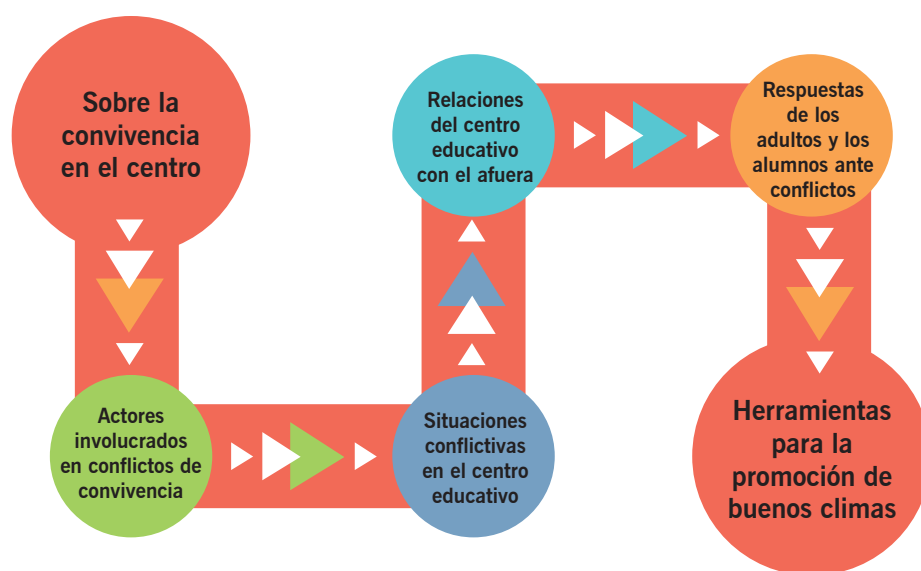 Sobre la
convivencia
en el centro
Actores
involucrados
en conflictos de
convivencia
Situaciones
conflictivas
en el centro
educativo
Relaciones
del centro
educativo
con el afuera
Respuestas
de los
adultos y los
alumnos ante
conflictos
Herramientas
para la
promoción de
buenos climas